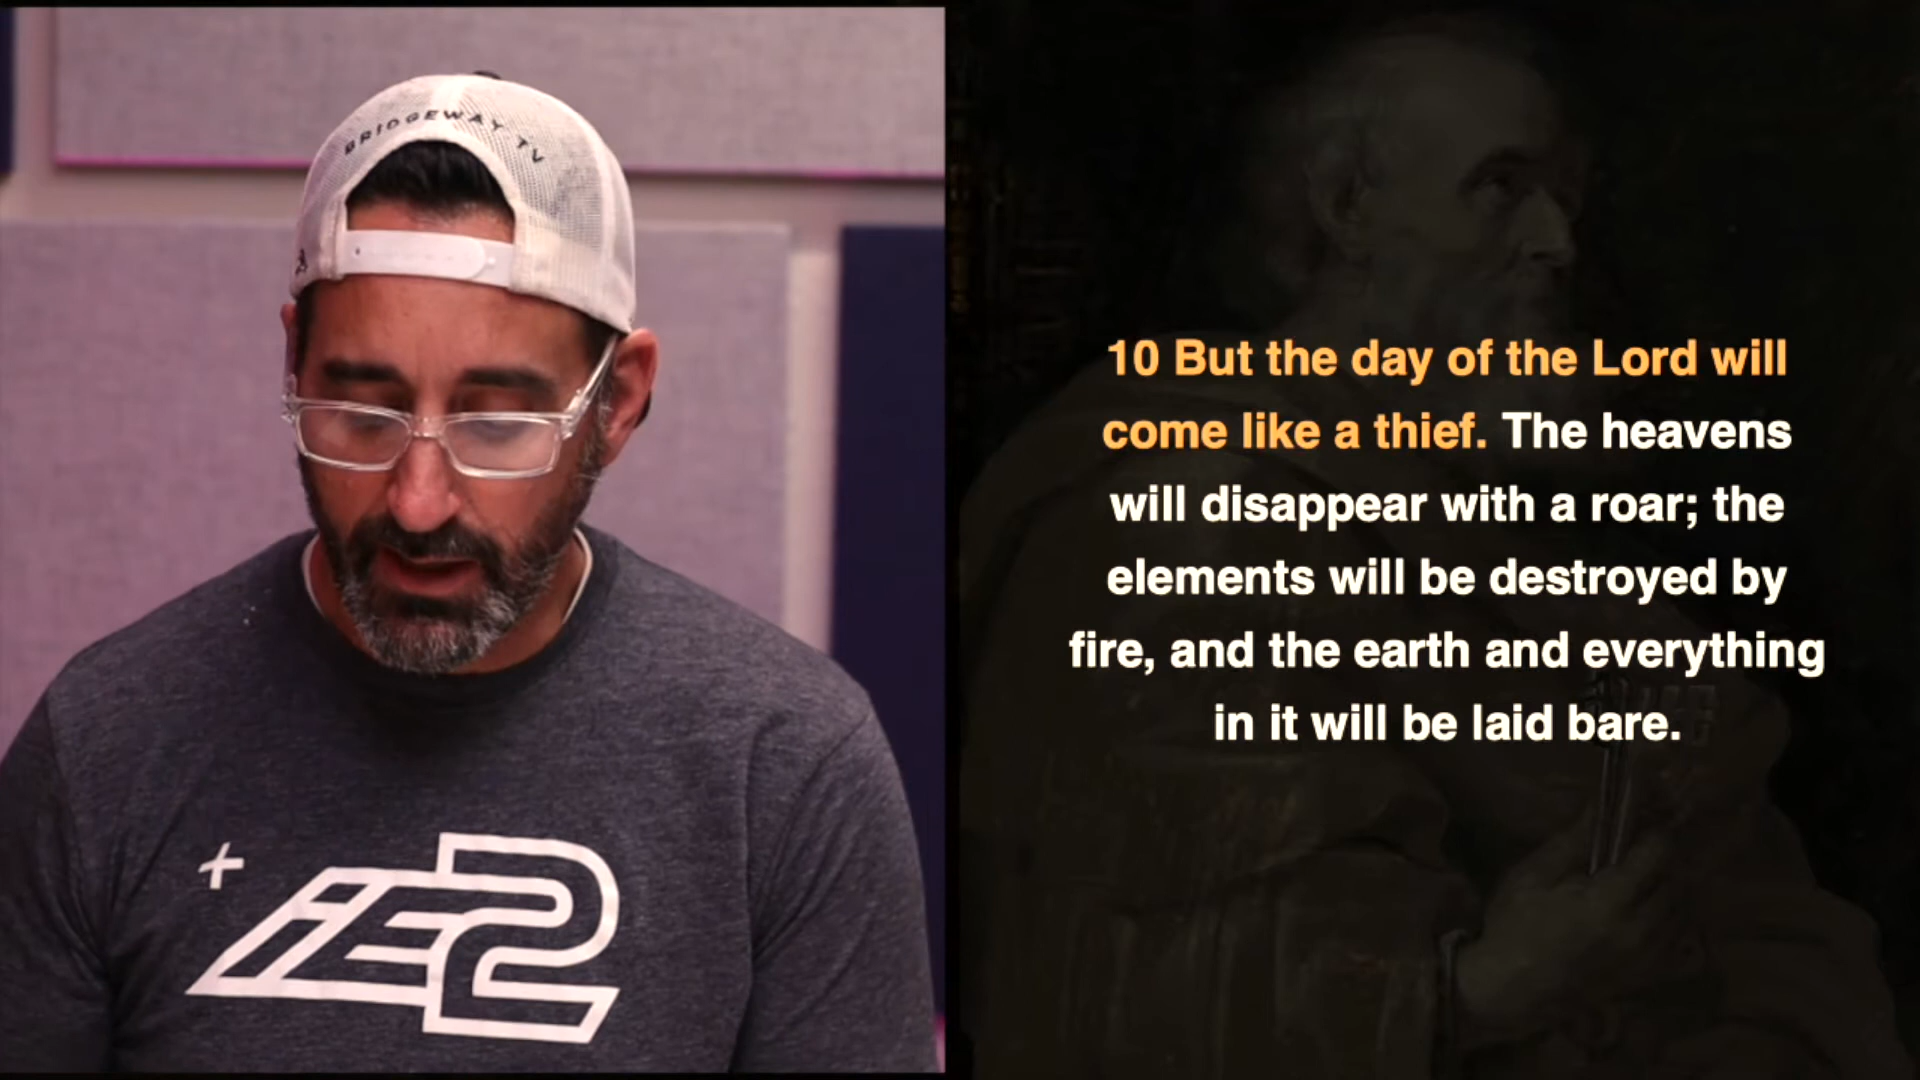 BRIDGEWAY TV
+
iE2
10 But the day of the Lord will
come like a thief. The heavens
will disappear with a roar; the
elements will be destroyed by
fire, and the earth and everything
in it will be laid bare.